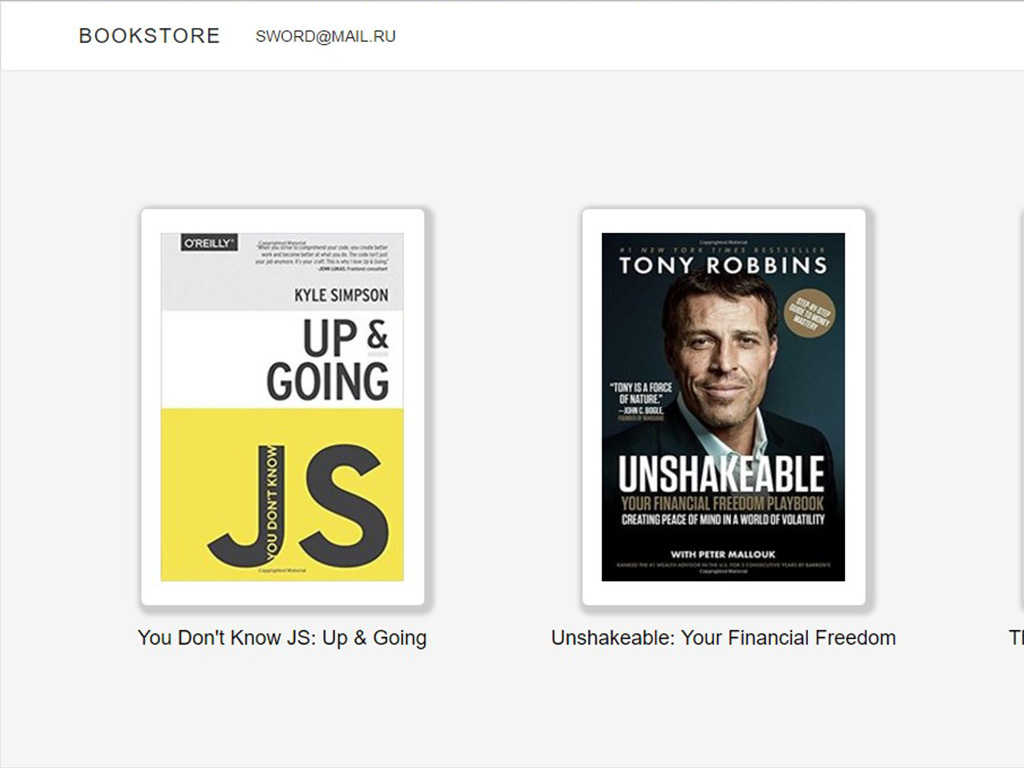 BOOKSTORE SWORD@MAIL.RU
O'REILLY®
Copyrighted Material
"When you strive to comprehend your code, you create better
work and become better at what you do. The code isn't just
your job anymore, it's your craft. This is why I love Up & Going"
—JENN LUKAS, Frontend consultant
KYLE SIMPSON
UP &
GOING
YOU DON'T KNOW
JS
Copyrighted Material
You Don't Know JS: Up & Going
Copyrighted Material
#1 NEW YORK TIMES BESTSELLER
TONY ROBBINS
STEP-BY-STEP
GUIDE TO MONEY
MASTERY
"TONY IS A FORCE
OF NATURE."
—JOHN C. BOGLE,
FOUNDER OF VANGUARD
UNSHAKEABLE
YOUR FINANCIAL FREEDOM PLAYBOOK
CREATING PEACE OF MIND IN A WORLD OF VOLATILITY
WITH PETER MALLOUK
RANKED THE #1 WEALTH ADVISOR IN THE U.S. FOR 3 CONSECUTIVE YEARS BY BARRON'S
Copyrighted Material
Unshakeable: Your Financial Freedom